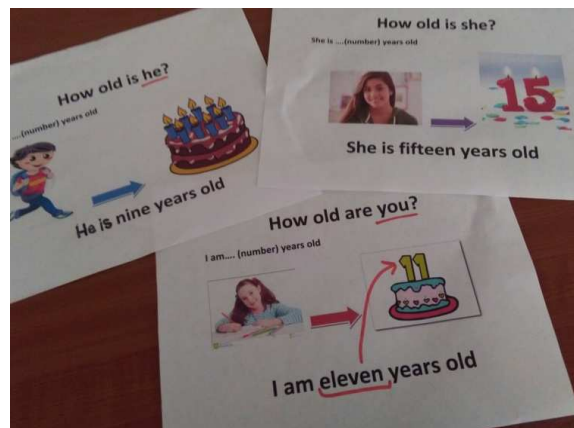 How old is he?
....(number) years old
He is nine years old
How old is she?
She is ....(number) years old
15
She is fifteen years old
How old are you?
I am.... (number) years old
11
I am eleven years old